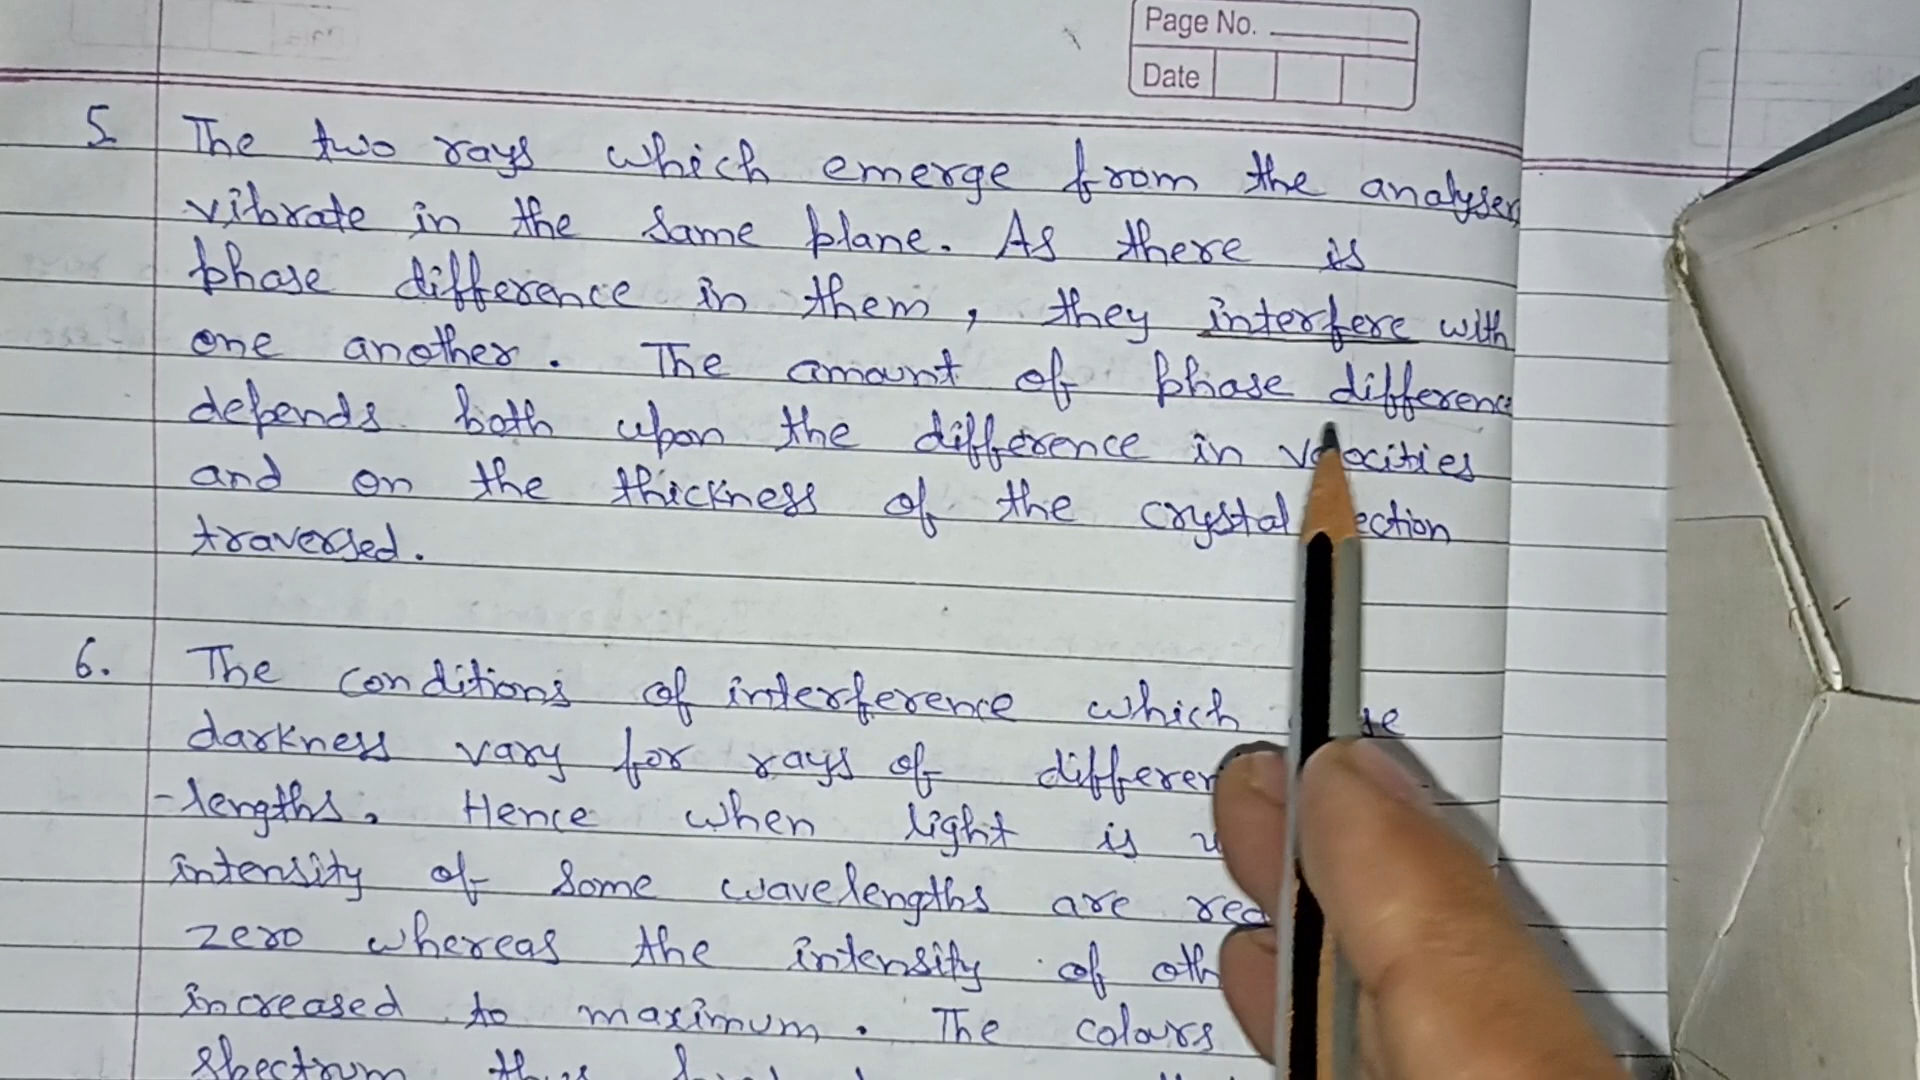 Page No.
Date
5 The two rays which emerge from the analyser,
vibrate in the same plane. As there is
phase difference in them, they interfere with
one another. The amount of phase difference
depends both upon the difference in velocities
and on the thickness of the crystal section
traversed.
6. The conditions of interference which
darkness vary for rays of
-lengths. Hence when light is
intensity of some wavelengths are
zero whereas the intensity of
increased to maximum. The colours
spectrum thus